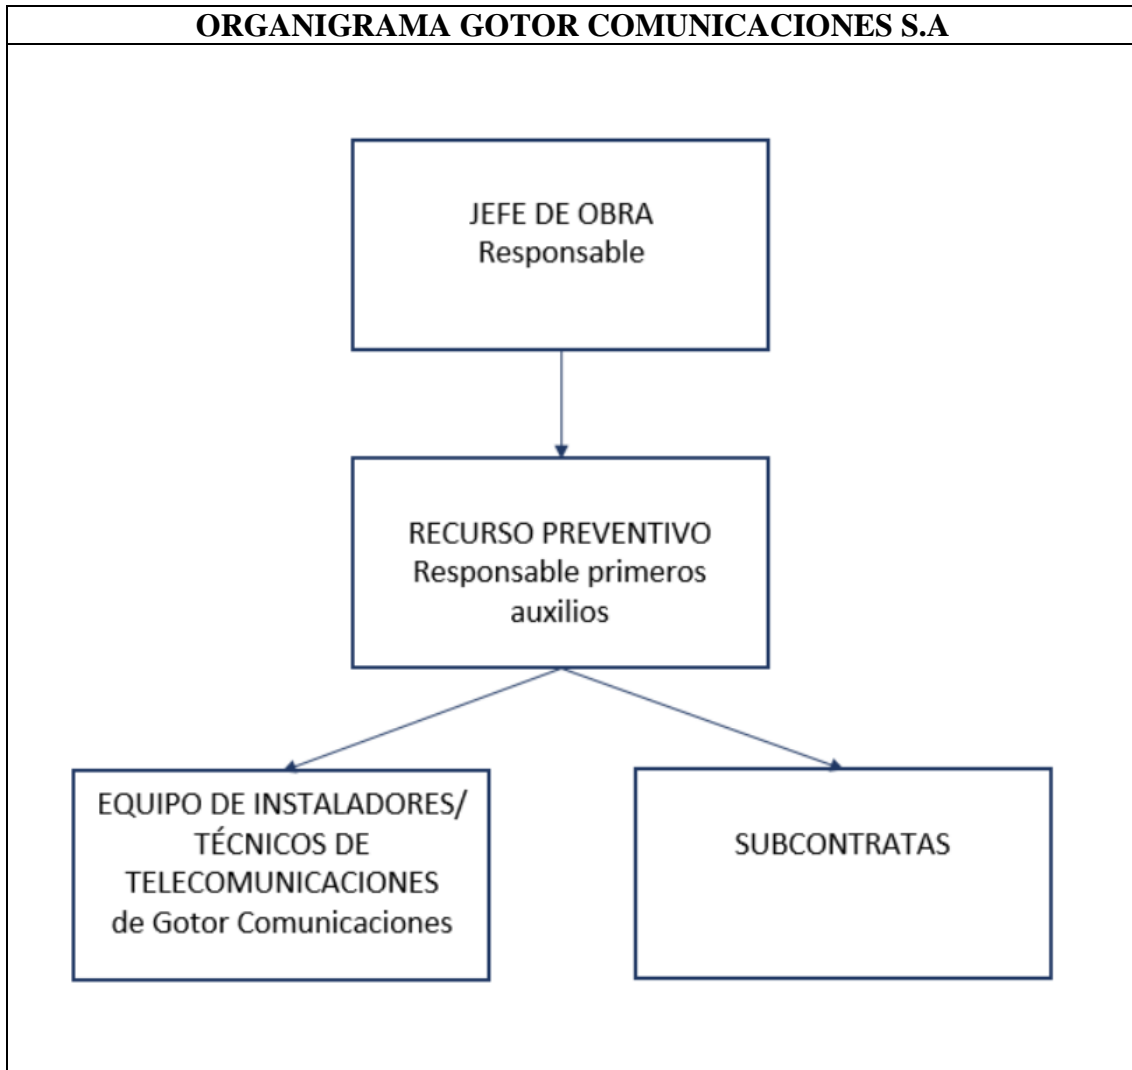 ORGANIGRAMA GOTOR COMUNICACIONES S.A
JEFE DE OBRA
Responsable
RECURSO PREVENTIVO
Responsable primeros
auxilios
EQUIPO DE INSTALADORES/
TÉCNICOS DE
TELECOMUNICACIONES
de Gotor Comunicaciones
SUBCONTRATAS